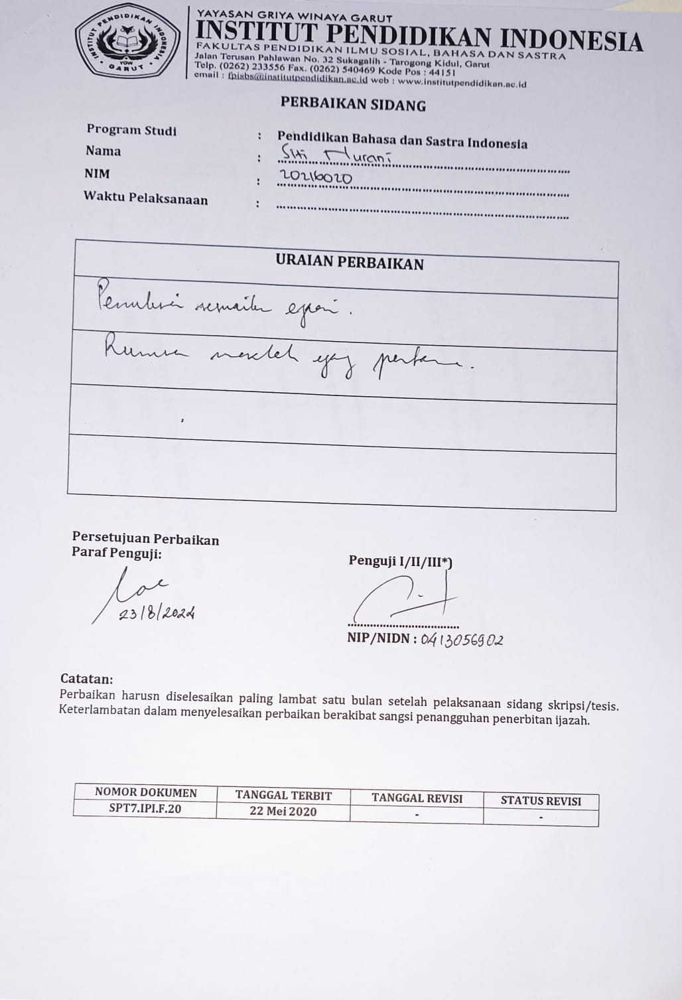 INSTITUT PENDIDIKAN INDONESIA
YGW
GARUT
YAYASAN GRIYA WINAYA GARUT
INSTITUT PENDIDIKAN INDONESIA
FAKULTAS PENDIDIKAN ILMU SOSIAL, BAHASA DAN SASTRA
Jalan Terusan Pahlawan No. 32 Sukagalih - Tarogong Kidul, Garut
Telp. (0262) 233556 Fax. (0262) 540469 Kode Pos : 44151
email : fpisbs@institutpendidikan.ac.id web : www.institutpendidikan.ac.id
PERBAIKAN SIDANG
Program Studi : Pendidikan Bahasa dan Sastra Indonesia
Nama : Siti Nurani
NIM : 20216020
Waktu Pelaksanaan :
URAIAN PERBAIKAN
Penulisan
Rumusan masalah yang pertama.
Persetujuan Perbaikan
Paraf Penguji:
23/8/2024
Penguji I/II/III*)
NIP/NIDN : 0413056902
Catatan:
Perbaikan harusn diselesaikan paling lambat satu bulan setelah pelaksanaan sidang skripsi/tesis.
Keterlambatan dalam menyelesaikan perbaikan berakibat sangsi penangguhan penerbitan ijazah.
NOMOR DOKUMEN TANGGAL TERBIT TANGGAL REVISI STATUS REVISI
SPT7.IPI.F.20 22 Mei 2020 - -